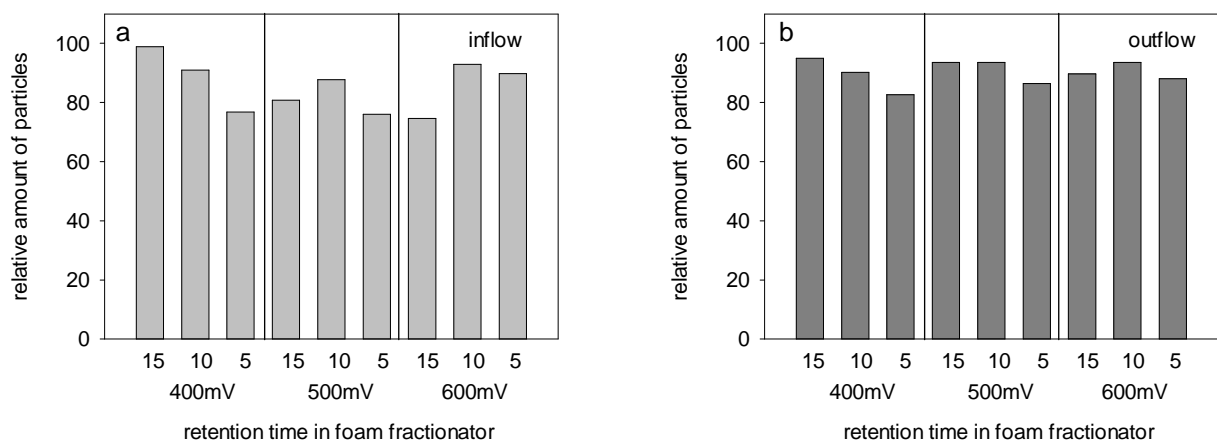 a
inflow
relative amount of particles
100
80
60
40
20
0
15 10 5 15 10 5 15 10 5
400mV 500mV 600mV
retention time in foam fractionator
b
outflow
relative amount of particles
100
80
60
40
20
0
15 10 5 15 10 5 15 10 5
400mV 500mV 600mV
retention time in foam fractionator